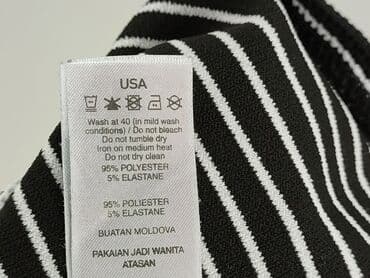 USA
Wash at 40 (in mild wash
conditions) / Do not bleach
Do not tumble dry
Iron on medium heat
Do not dry clean
95% POLYESTER
5% ELASTANE
95% POLIESTER
5% ELASTANE
BUATAN MOLDOVA
PAKAIAN JADI WANITA
ATASAN